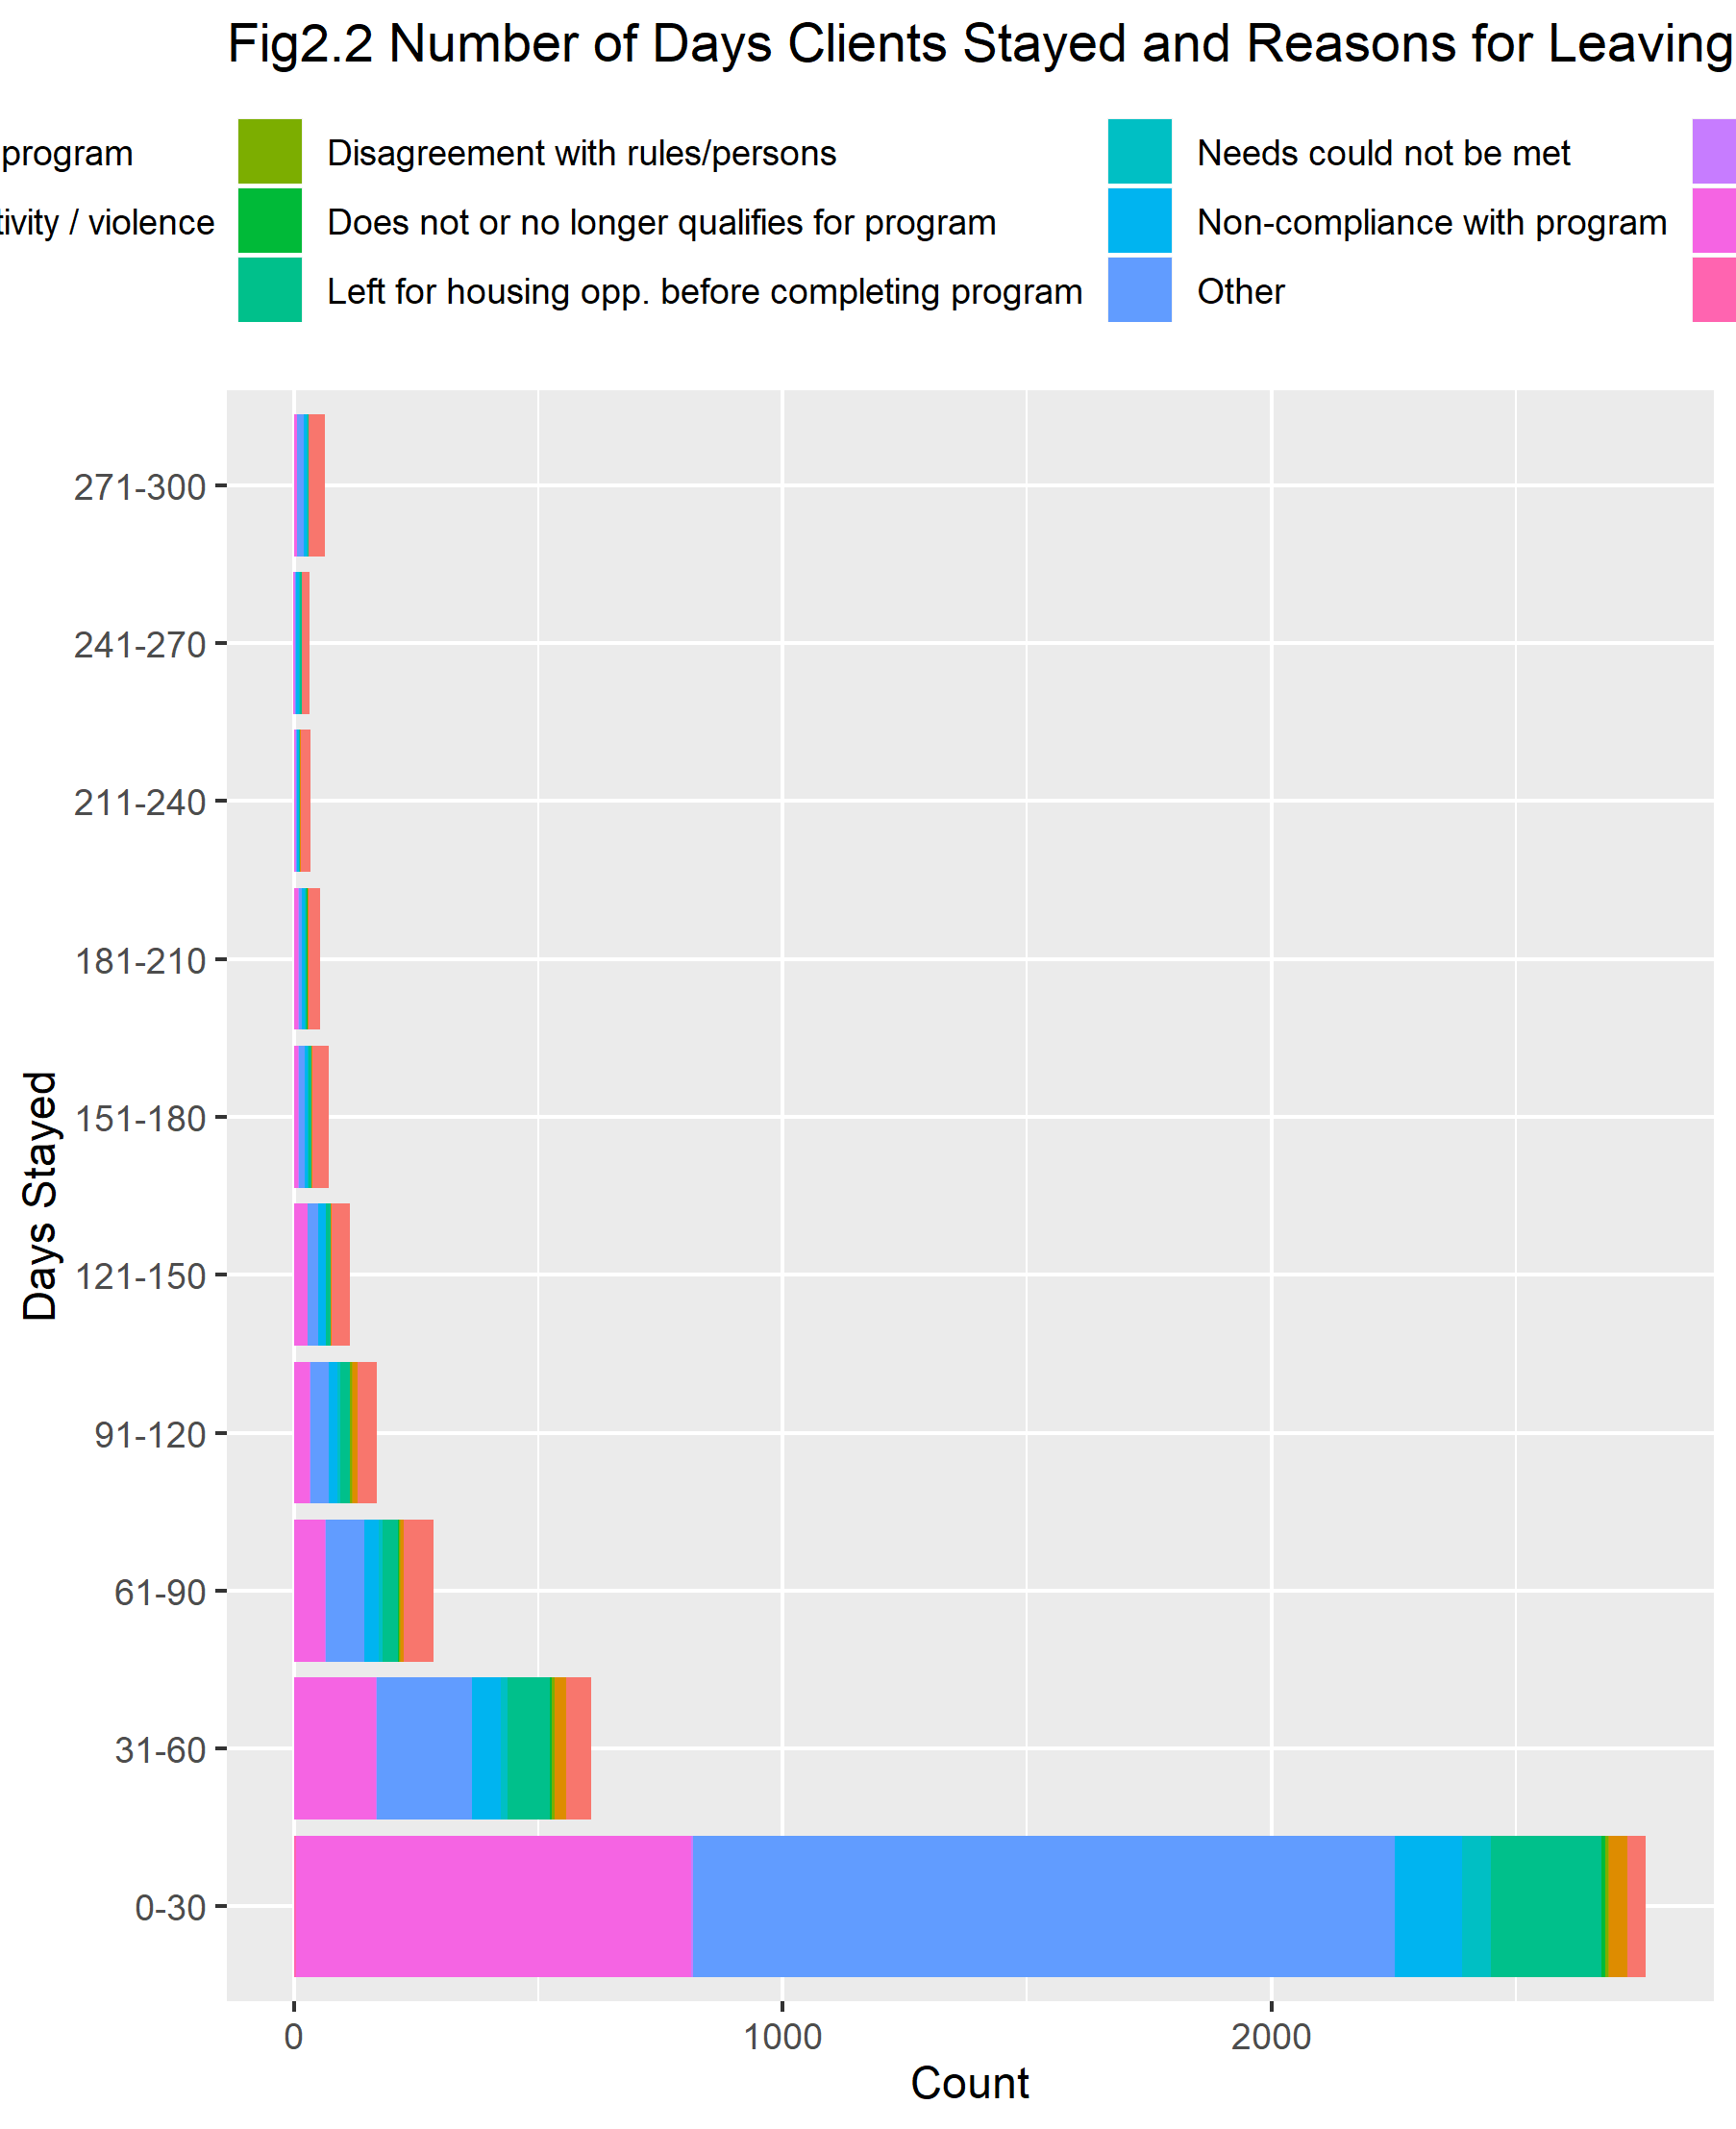 Fig2.2 Number of Days Clients Stayed and Reasons for Leaving
program Disagreement with rules/persons Needs could not be met
/ violence Does not or no longer qualifies for program Non-compliance with program
Left for housing opp. before completing program Other
271-300
241-270
211-240
181-210
151-180
121-150
91-120
61-90
31-60
0-30
Days Stayed
0 1000 2000
Count